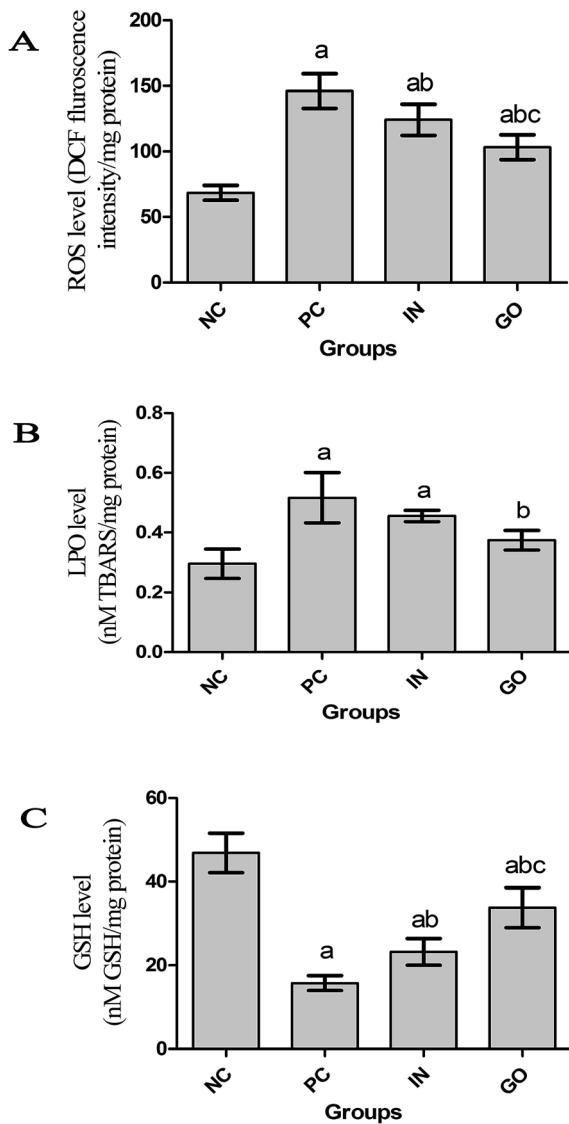 A
ROS level (DCF fluroscence
intensity/mg protein)
200
150
100
50
0
a
ab
abc
NC
PC
IN
GO
Groups
B
LPO level
(nM TBARS/mg protein)
0.8
0.6
0.4
0.2
0.0
a
a
b
NC
PC
IN
GO
Groups
C
GSH level
(nM GSH/mg protein)
60
40
20
0
a
ab
abc
NC
PC
IN
GO
Groups